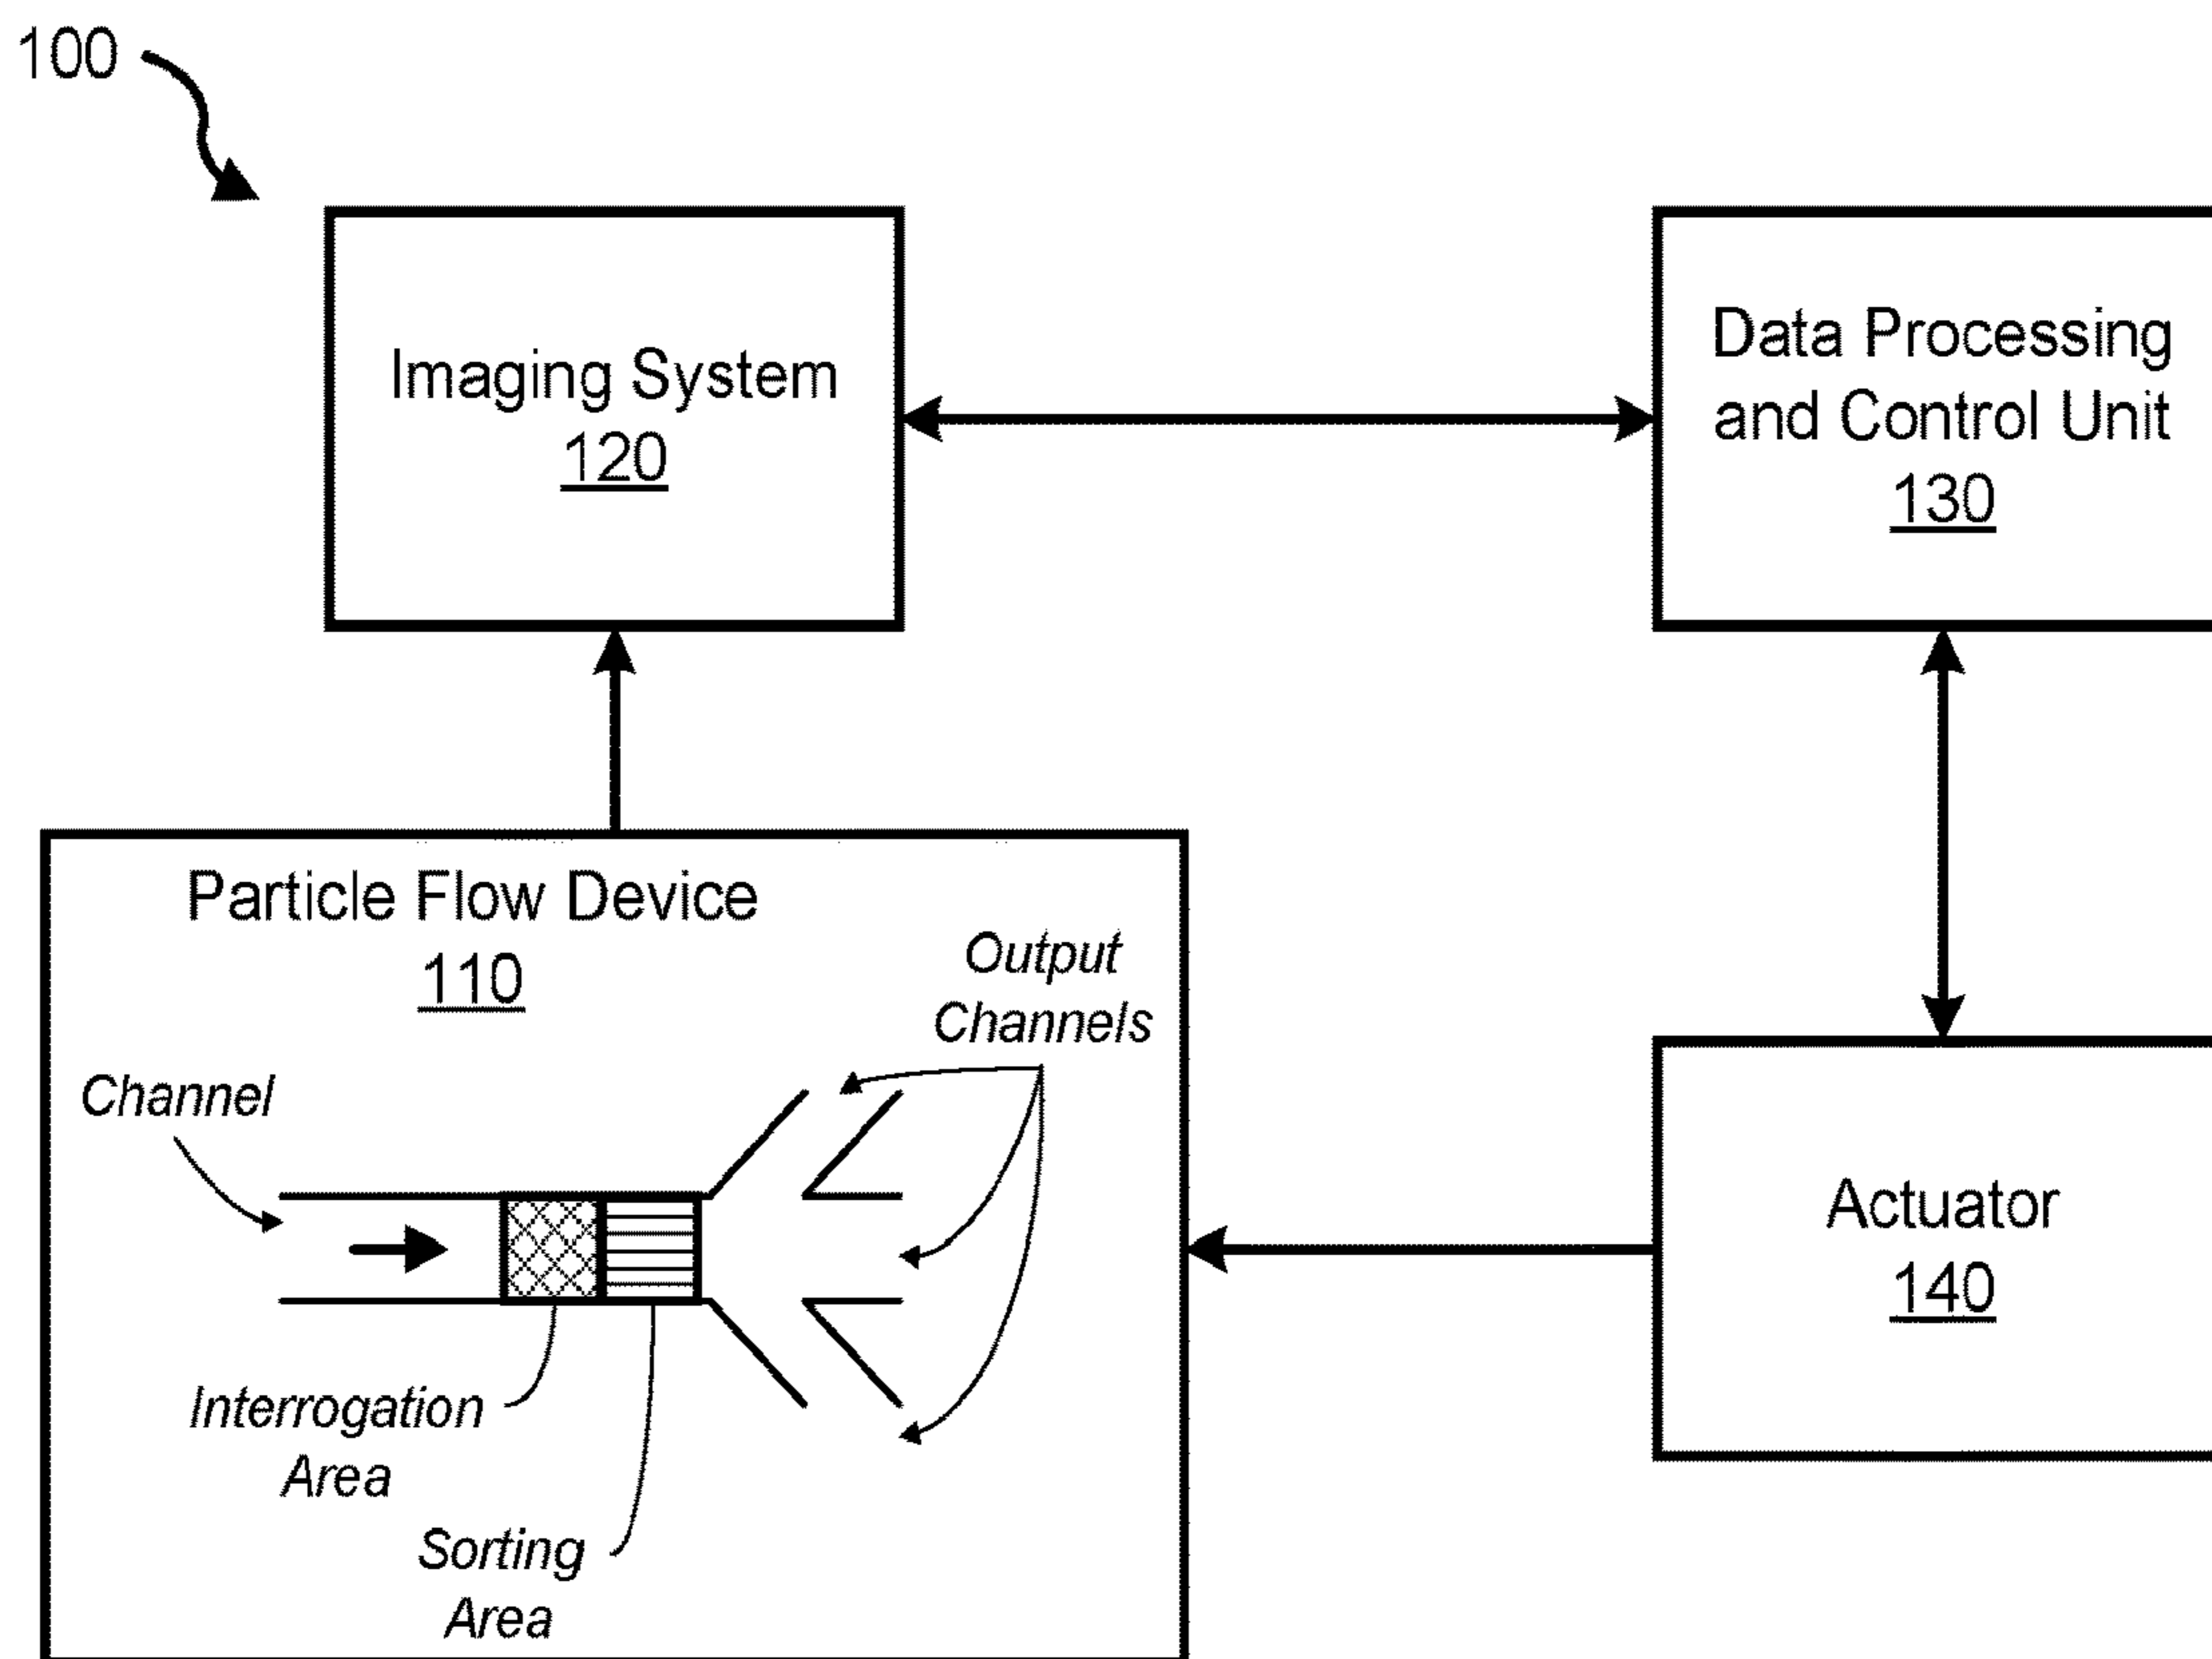 100
Imaging System
120
Data Processing
and Control Unit
130
Particle Flow Device
110
Output
Channels
Channel
Interrogation
Area
Sorting
Area
Actuator
140